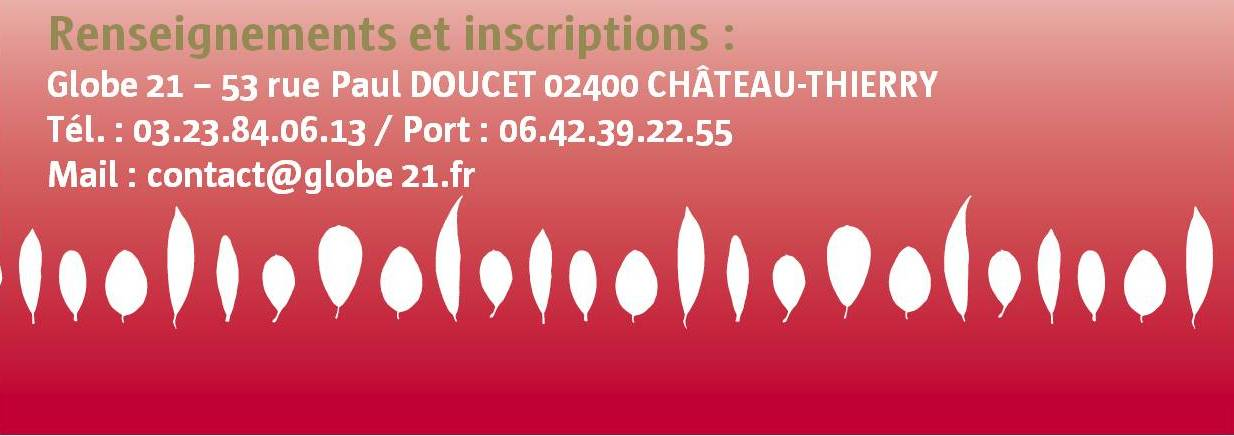 Renseignements et inscriptions :
Globe 21 – 53 rue Paul DOUCET 02400 CHÂTEAU-THIERRY
Tél. : 03.23.84.06.13 / Port : 06.42.39.22.55
Mail : contact@globe 21.fr